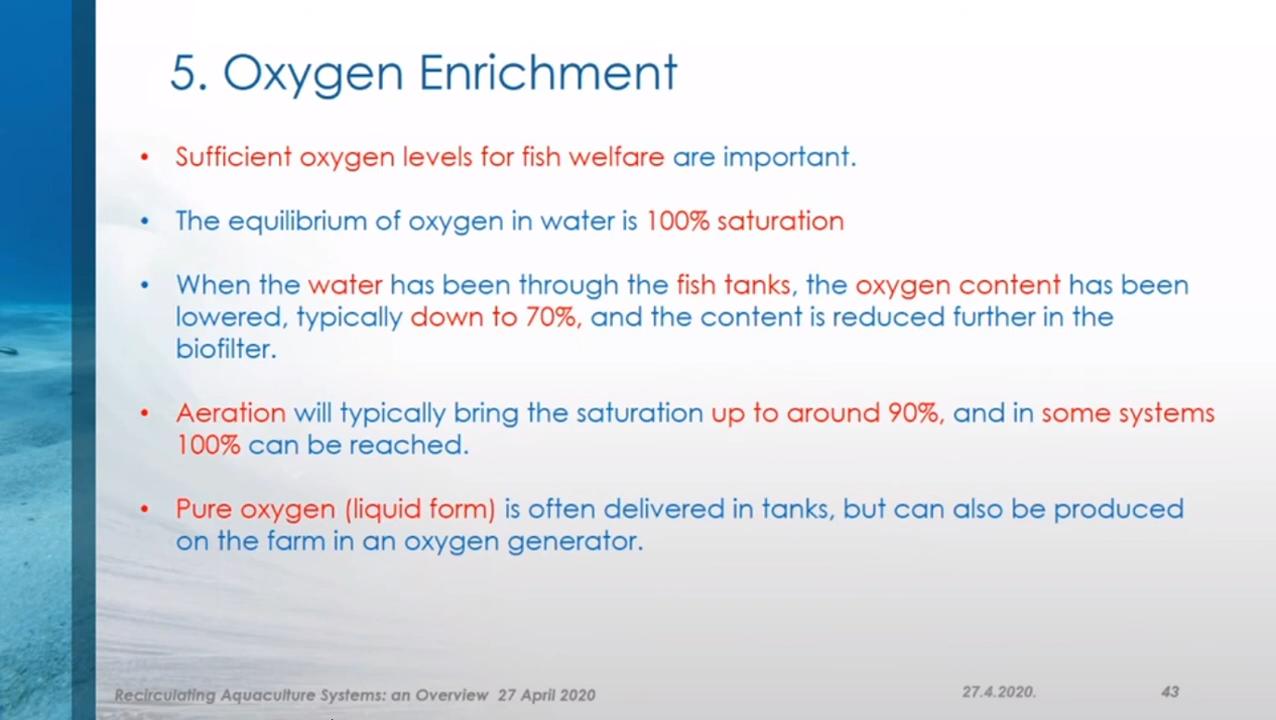 5. Oxygen Enrichment
• Sufficient oxygen levels for fish welfare are important.
• The equilibrium of oxygen in water is 100% saturation
• When the water has been through the fish tanks, the oxygen content has been
lowered, typically down to 70%, and the content is reduced further in the
biofilter.
• Aeration will typically bring the saturation up to around 90%, and in some systems
100% can be reached.
• Pure oxygen (liquid form) is often delivered in tanks, but can also be produced
on the farm in an oxygen generator.
Recirculating Aquaculture Systems: an Overview 27 April 2020
27.4.2020.
43